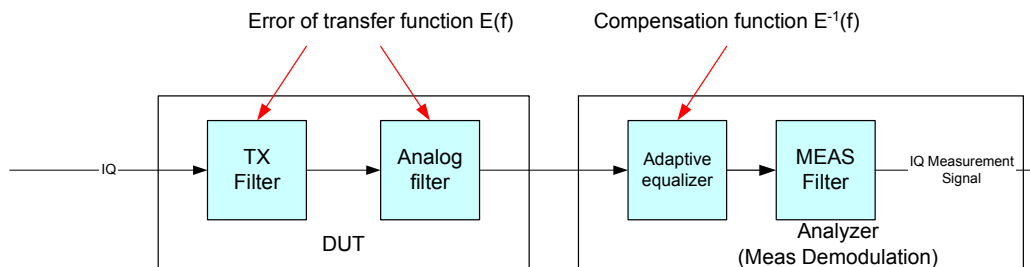 Error of transfer function E(f)
Compensation function E⁻¹(f)
IQ
TX
Filter
Analog
filter
Adaptive
equalizer
MEAS
Filter
IQ Measurement
Signal
DUT
Analyzer
(Meas Demodulation)